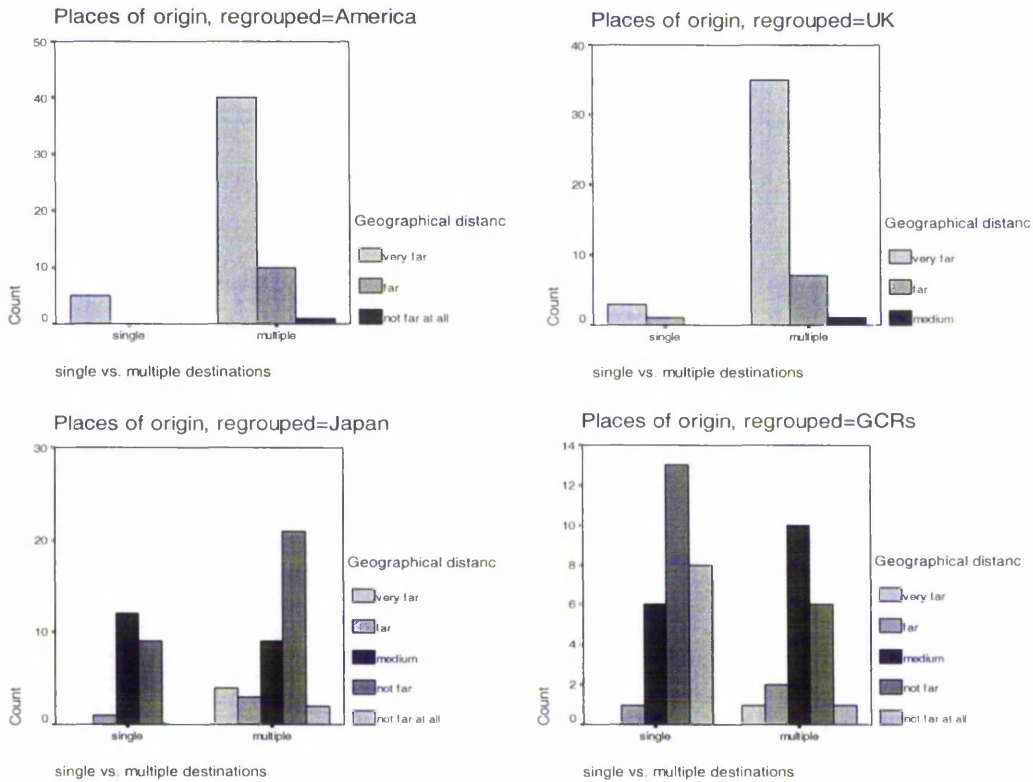 Places of origin, regrouped=America
50
40
30
20
10
0
Count
single
multiple
Geographical distanc
very far
far
not far at all
single vs. multiple destinations
Places of origin, regrouped=UK
40
30
20
10
0
Count
single
multiple
Geographical distanc
very far
far
medium
single vs. multiple destinations
Places of origin, regrouped=Japan
30
20
10
0
Count
single
multiple
Geographical distanc
very far
far
medium
not far
not far at all
single vs. multiple destinations
Places of origin, regrouped=GCRs
14
12
10
8
6
4
2
0
Count
single
multiple
Geographical distanc
very far
far
medium
not far
not far at all
single vs. multiple destinations